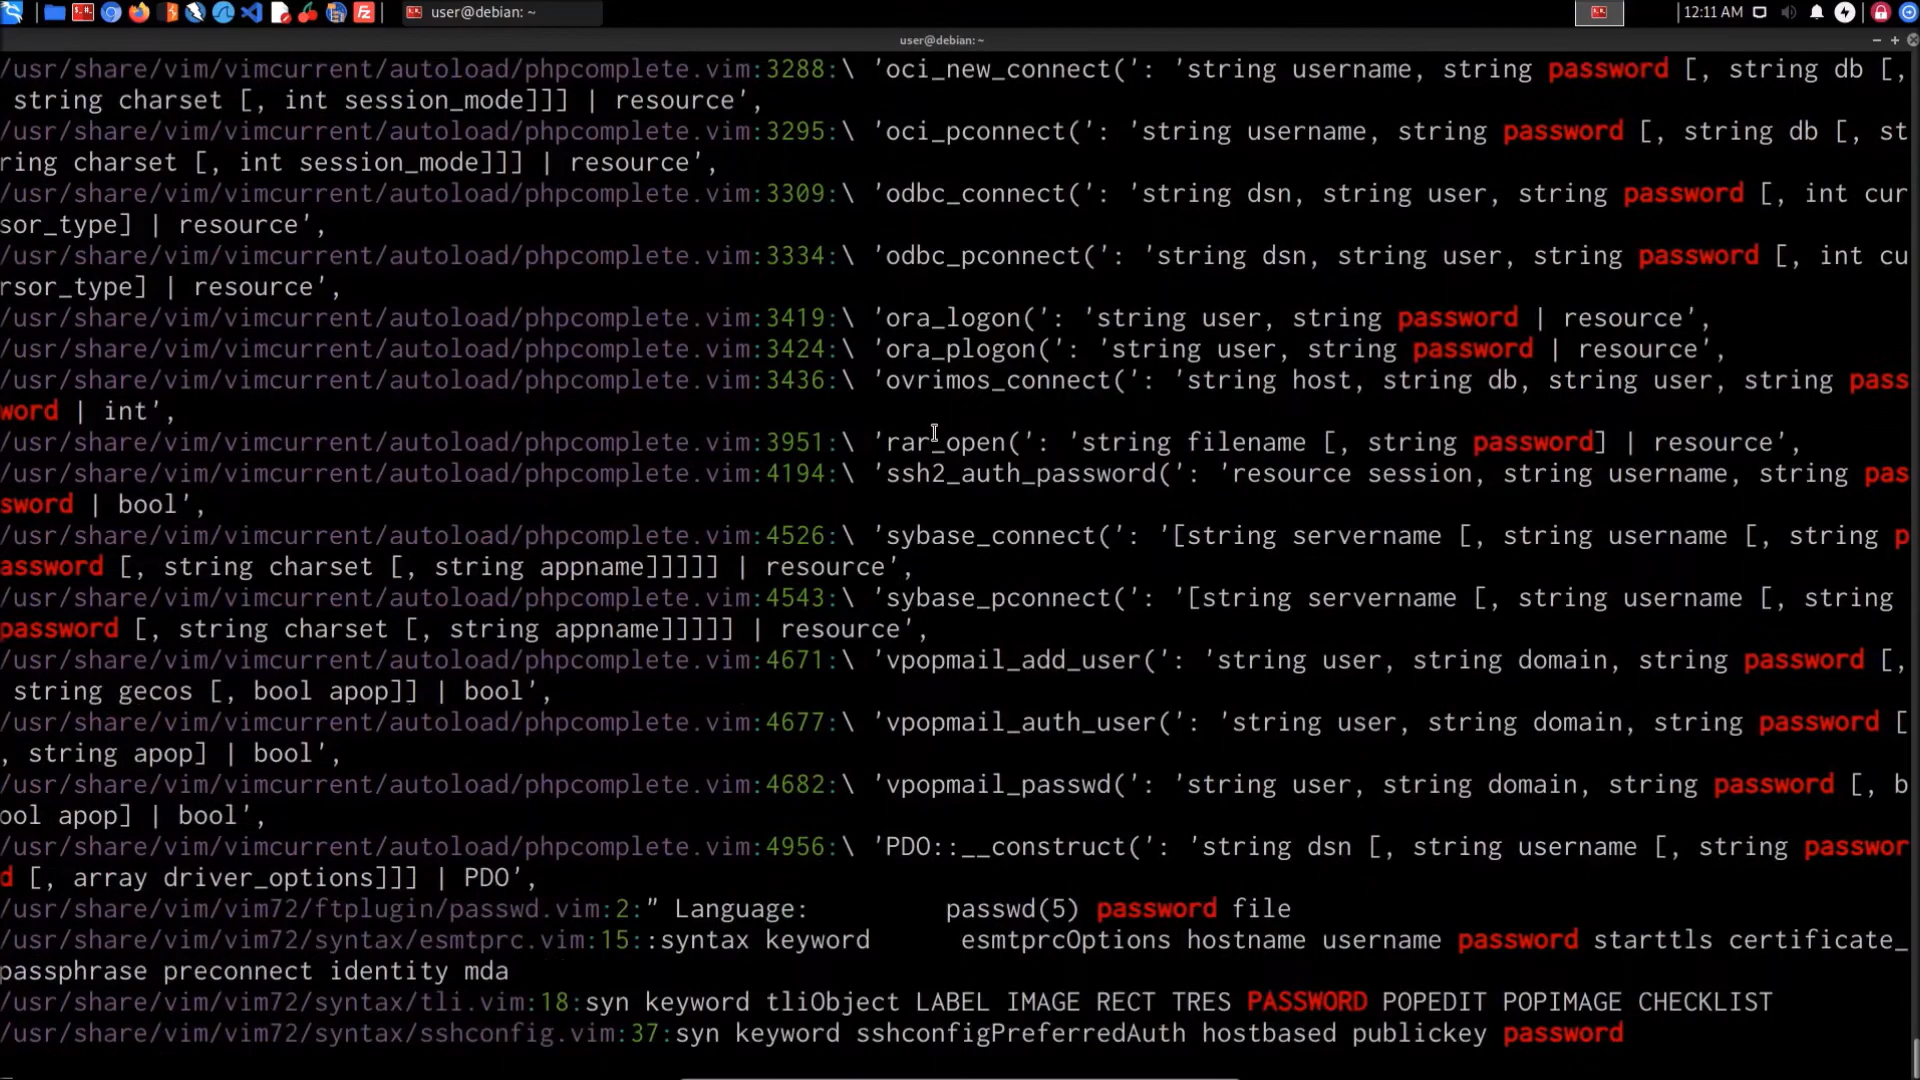 user@debian: ~
12:11 AM
user@debian:~
/usr/share/vim/vimcurrent/autoload/phpcomplete.vim:3288:\ 'oci_new_connect(': 'string username, string password [, string db [,
 string charset [, int session_mode]]] | resource',
/usr/share/vim/vimcurrent/autoload/phpcomplete.vim:3295:\ 'oci_pconnect(': 'string username, string password [, string db [, st
ring charset [, int session_mode]]] | resource',
/usr/share/vim/vimcurrent/autoload/phpcomplete.vim:3309:\ 'odbc_connect(': 'string dsn, string user, string password [, int cur
sor_type] | resource',
/usr/share/vim/vimcurrent/autoload/phpcomplete.vim:3334:\ 'odbc_pconnect(': 'string dsn, string user, string password [, int cu
rsor_type] | resource',
/usr/share/vim/vimcurrent/autoload/phpcomplete.vim:3419:\ 'ora_logon(': 'string user, string password | resource',
/usr/share/vim/vimcurrent/autoload/phpcomplete.vim:3424:\ 'ora_plogon(': 'string user, string password | resource',
/usr/share/vim/vimcurrent/autoload/phpcomplete.vim:3436:\ 'ovrimos_connect(': 'string host, string db, string user, string pass
word | int',
/usr/share/vim/vimcurrent/autoload/phpcomplete.vim:3951:\ 'rar_open(': 'string filename [, string password] | resource',
/usr/share/vim/vimcurrent/autoload/phpcomplete.vim:4194:\ 'ssh2_auth_password(': 'resource session, string username, string pas
sword | bool',
/usr/share/vim/vimcurrent/autoload/phpcomplete.vim:4526:\ 'sybase_connect(': '[string servername [, string username [, string p
assword [, string charset [, string appname]]]]] | resource',
/usr/share/vim/vimcurrent/autoload/phpcomplete.vim:4543:\ 'sybase_pconnect(': '[string servername [, string username [, string
password [, string charset [, string appname]]]]] | resource',
/usr/share/vim/vimcurrent/autoload/phpcomplete.vim:4671:\ 'vpopmail_add_user(': 'string user, string domain, string password [,
 string gecos [, bool apop]] | bool',
/usr/share/vim/vimcurrent/autoload/phpcomplete.vim:4677:\ 'vpopmail_auth_user(': 'string user, string domain, string password [
, string apop] | bool',
/usr/share/vim/vimcurrent/autoload/phpcomplete.vim:4682:\ 'vpopmail_passwd(': 'string user, string domain, string password [, b
ool apop] | bool',
/usr/share/vim/vimcurrent/autoload/phpcomplete.vim:4956:\ 'PDO::__construct(': 'string dsn [, string username [, string passwor
d [, array driver_options]]] | PDO',
/usr/share/vim/vim72/ftplugin/passwd.vim:2:" Language:         passwd(5) password file
/usr/share/vim/vim72/syntax/esmtprc.vim:15::syntax keyword      esmtprcOptions hostname username password starttls certificate_
passphrase preconnect identity mda
/usr/share/vim/vim72/syntax/tli.vim:18:syn keyword tliObject LABEL IMAGE RECT TRES PASSWORD POPEDIT POPIMAGE CHECKLIST
/usr/share/vim/vim72/syntax/sshconfig.vim:37:syn keyword sshconfigPreferredAuth hostbased publickey password